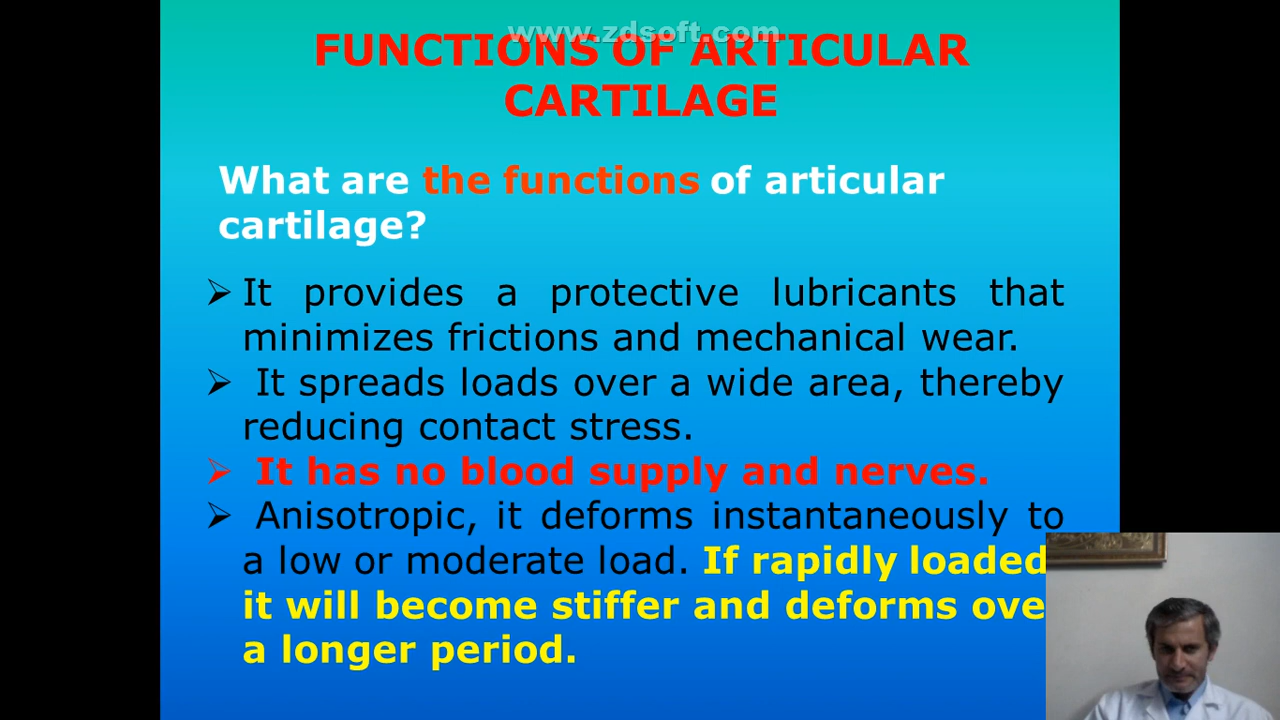 www.zdsoft.com
FUNCTIONS OF ARTICULAR
CARTILAGE
What are the functions of articular
cartilage?
➢ It provides a protective lubricants that
minimizes frictions and mechanical wear.
➢ It spreads loads over a wide area, thereby
reducing contact stress.
➢ It has no blood supply and nerves.
➢ Anisotropic, it deforms instantaneously to
a low or moderate load. If rapidly loaded
it will become stiffer and deforms ove
a longer period.